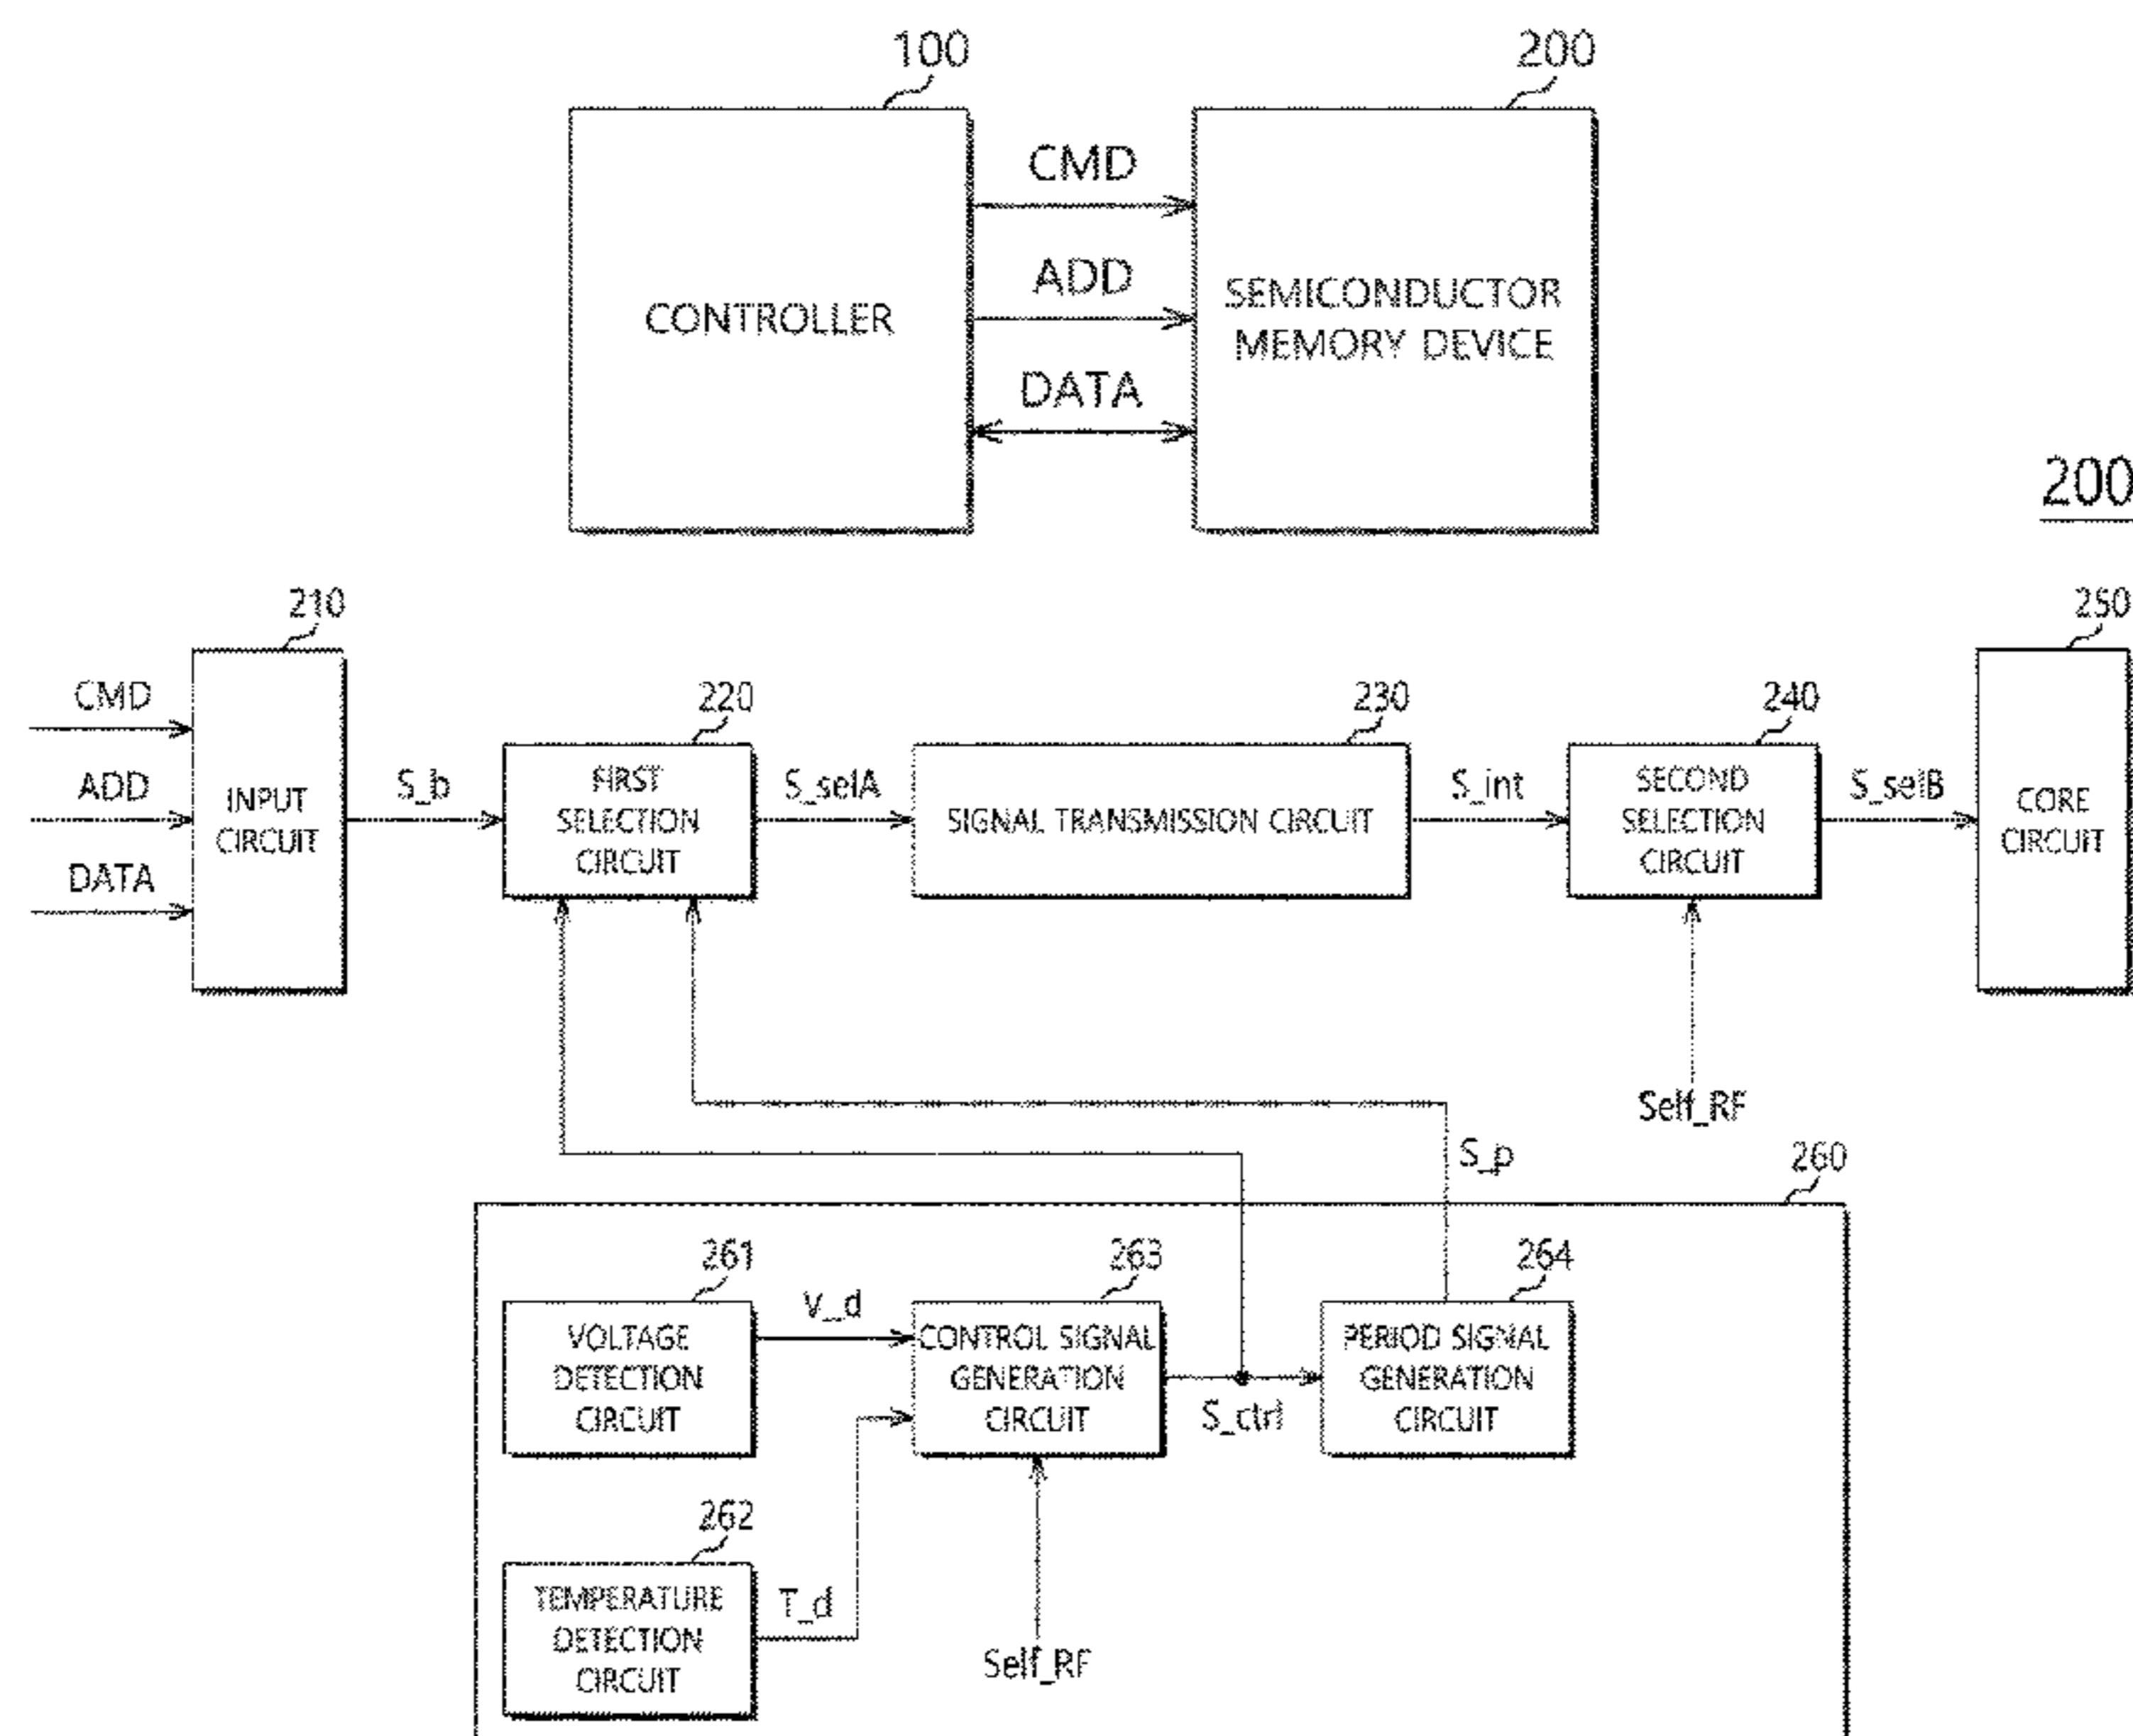 100
200
CONTROLLER
CMD
ADD
DATA
SEMICONDUCTOR
MEMORY DEVICE
200
210
CMD
ADD
DATA
INPUT
CIRCUIT
S_b
220
FIRST
SELECTION
CIRCUIT
S_selA
230
SIGNAL TRANSMISSION CIRCUIT
S_int
240
SECOND
SELECTION
CIRCUIT
S_selB
250
CORE
CIRCUIT
Self_RF
S_p
260
261
VOLTAGE
DETECTION
CIRCUIT
V_d
263
CONTROL SIGNAL
GENERATION
CIRCUIT
S_ctrl
264
PERIOD SIGNAL
GENERATION
CIRCUIT
262
TEMPERATURE
DETECTION
CIRCUIT
T_d
Self_RF